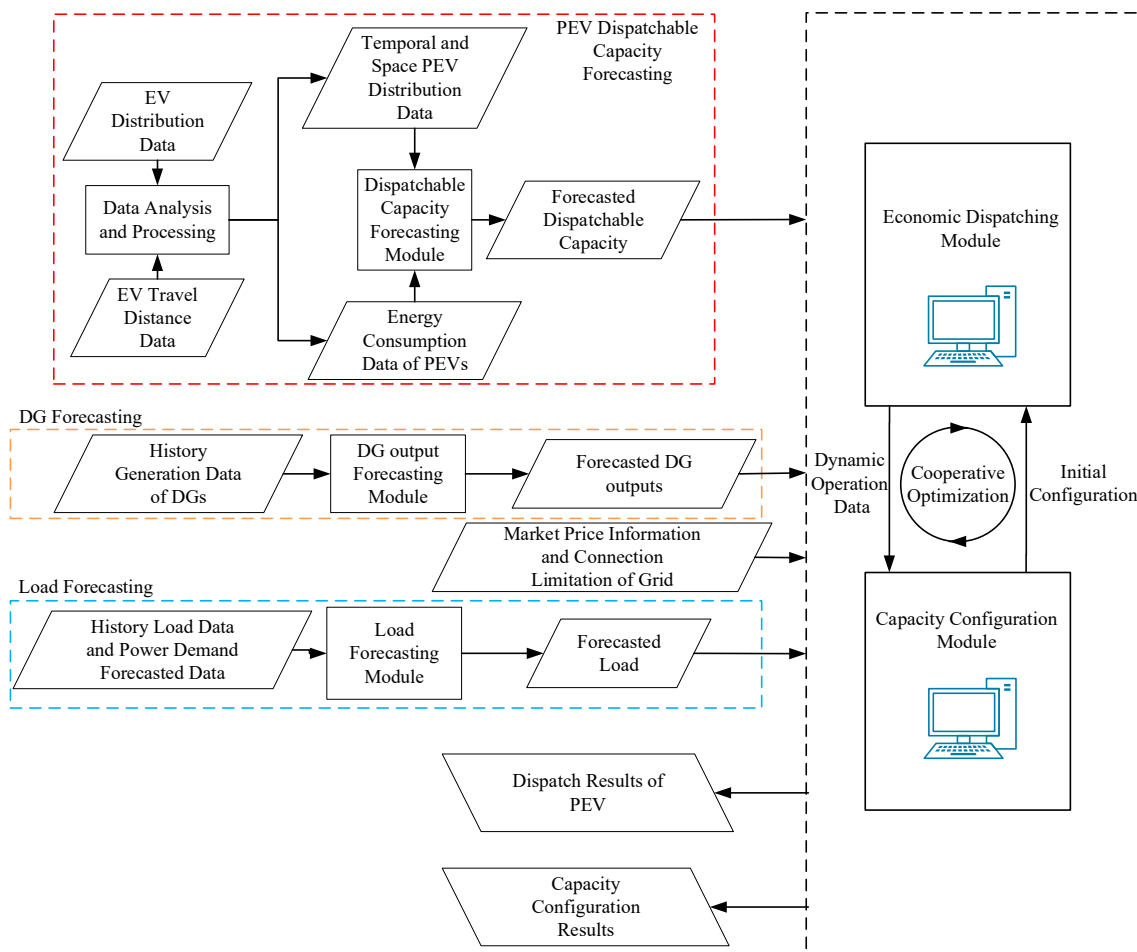 PEV Dispatchable
Capacity
Forecasting
Temporal and
Space PEV
Distribution
Data
EV
Distribution
Data
Data Analysis
and Processing
EV Travel
Distance
Data
Dispatchable
Capacity
Forecasting
Module
Forecasted
Dispatchable
Capacity
Energy
Consumption
Data of PEVs
Economic Dispatching
Module
DG Forecasting
History
Generation Data
of DGs
DG output
Forecasting
Module
Forecasted DG
outputs
Dynamic
Operation
Data
Cooperative
Optimization
Initial
Configuration
Market Price Information
and Connection
Limitation of Grid
Load Forecasting
History Load Data
and Power Demand
Forecasted Data
Load
Forecasting
Module
Forecasted
Load
Capacity Configuration
Module
Dispatch Results of
PEV
Capacity
Configuration
Results